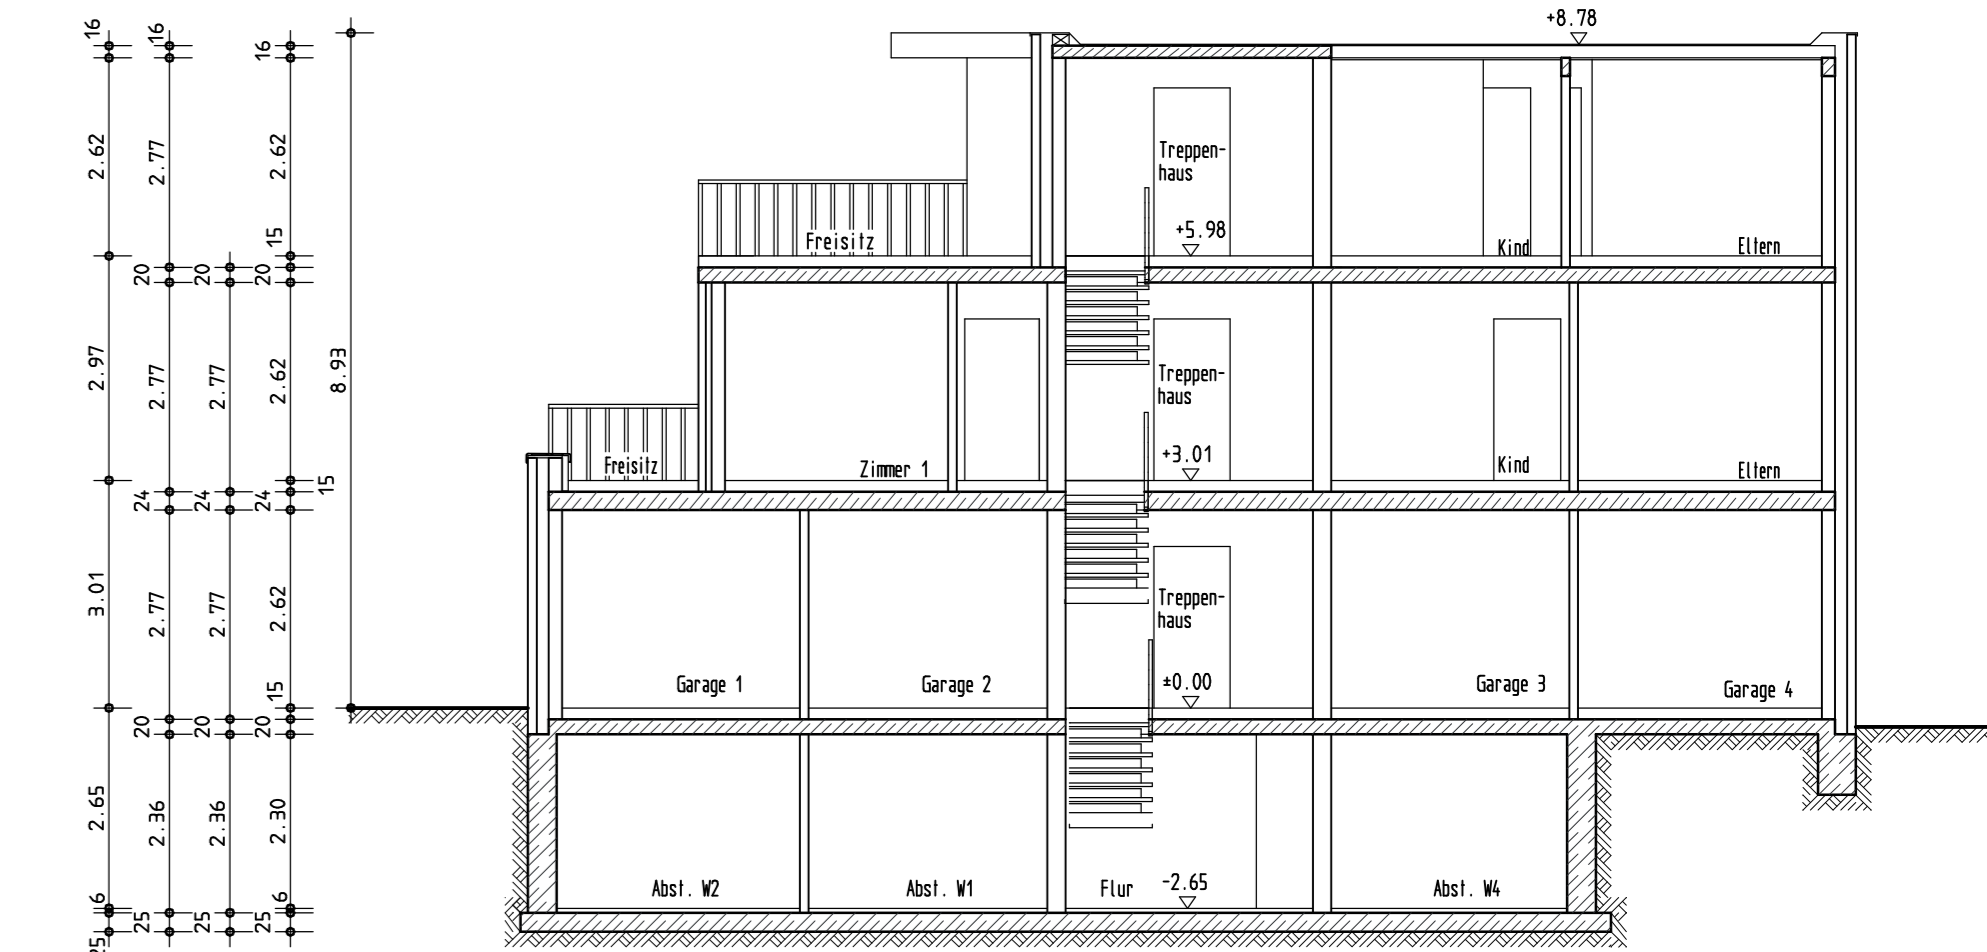 +8.78
16
16
16
2.62
2.77
2.62
Treppen-
haus
+5.98
Freisitz
Kind
Eltern
15
20
20
20
2.97
2.77
2.77
2.62
8.93
Treppen-
haus
+3.01
Freisitz
Zimmer 1
Kind
Eltern
15
24
24
24
3.01
2.77
2.77
2.62
Treppen-
haus
±0.00
Garage 1
Garage 2
Garage 3
Garage 4
15
20
20
20
2.65
2.36
2.36
2.30
Abst. W2
Abst. W1
Flur
-2.65
Abst. W4
6
6
25
25
25
25